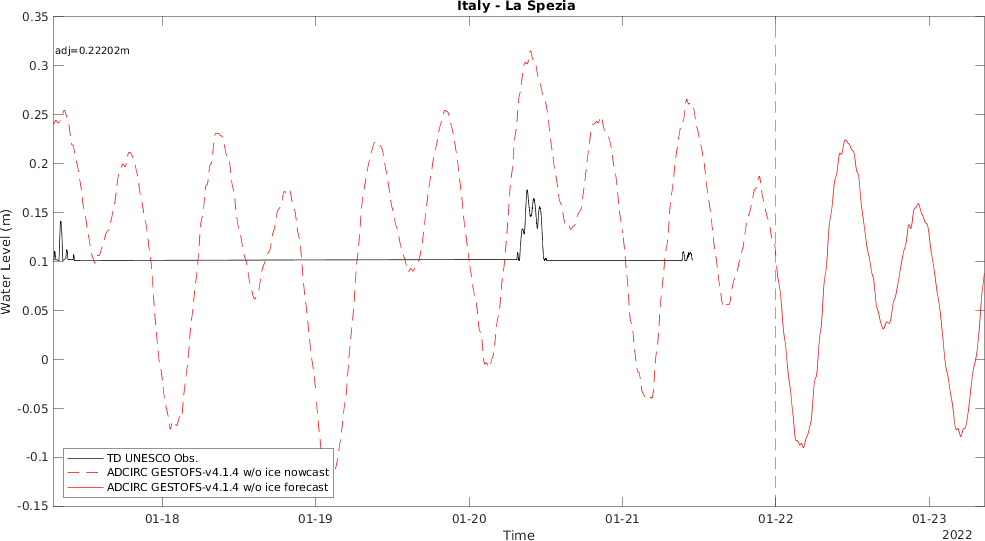 Italy - La Spezia
adj=0.22202m
Water Level (m)
0.35
0.3
0.25
0.2
0.15
0.1
0.05
0
-0.05
-0.1
-0.15
TD UNESCO Obs.
ADCIRC GESTOFS-v4.1.4 w/o ice nowcast
ADCIRC GESTOFS-v4.1.4 w/o ice forecast
01-18 01-19 01-20 01-21 01-22 01-23
Time
2022